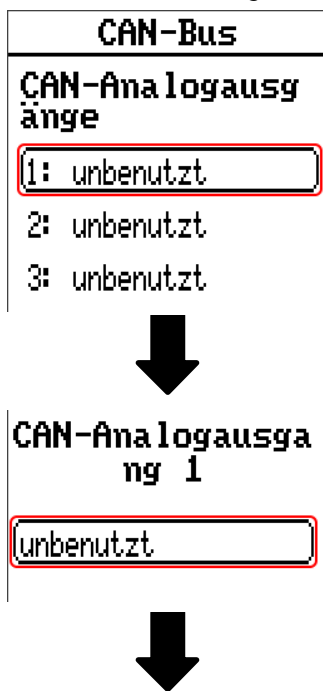 CAN-Bus
CAN-Analogausg
änge
1: unbenutzt
2: unbenutzt
3: unbenutzt
CAN-Analogausga
ng 1
unbenutzt